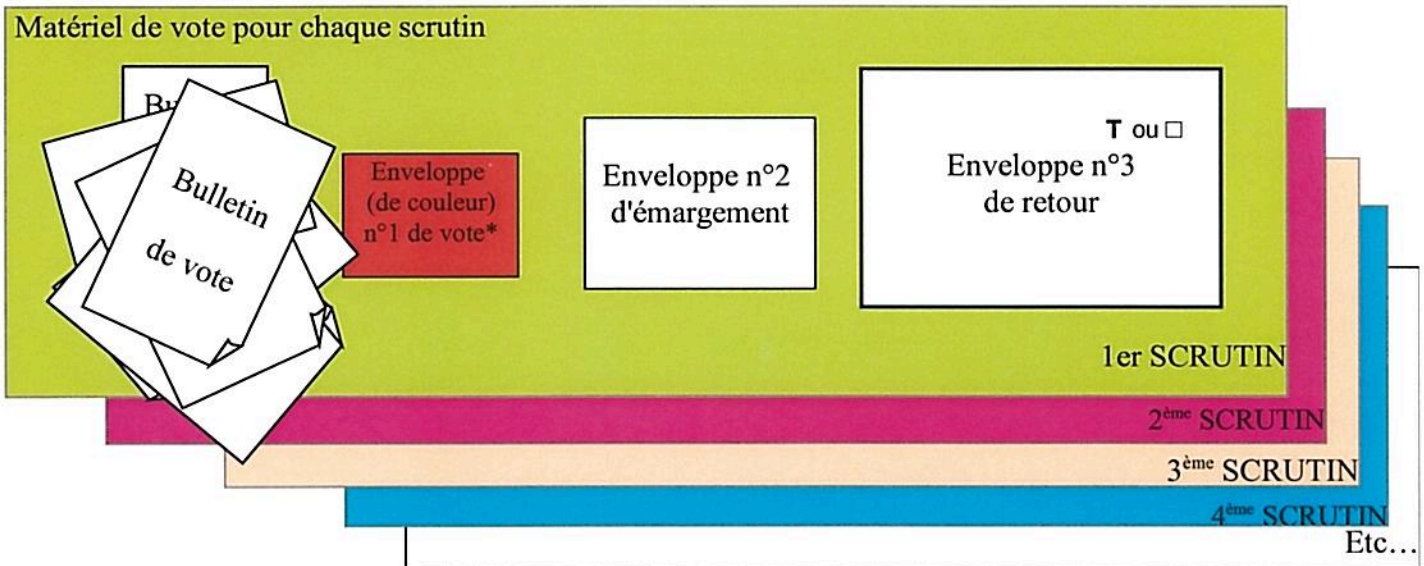 Matériel de vote pour chaque scrutin
Bu
Bulletin
de vote
Enveloppe
(de couleur)
n°1 de vote*
Enveloppe n°2
d'émargement
T ou □
Enveloppe n°3
de retour
1er SCRUTIN
2ème SCRUTIN
3ème SCRUTIN
4ème SCRUTIN
Etc…